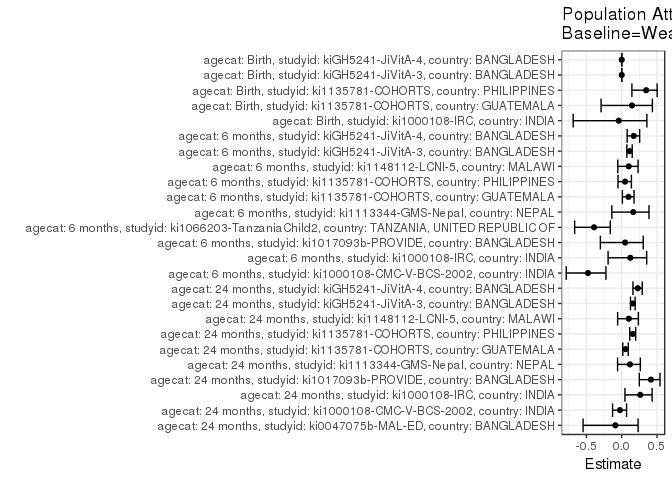 Population Att
Baseline=Wea
agecat: Birth, studyid: kiGH5241-JiVitA-4, country: BANGLADESH
agecat: Birth, studyid: kiGH5241-JiVitA-3, country: BANGLADESH
agecat: Birth, studyid: ki1135781-COHORTS, country: PHILIPPINES
agecat: Birth, studyid: ki1135781-COHORTS, country: GUATEMALA
agecat: Birth, studyid: ki1000108-IRC, country: INDIA
agecat: 6 months, studyid: kiGH5241-JiVitA-4, country: BANGLADESH
agecat: 6 months, studyid: kiGH5241-JiVitA-3, country: BANGLADESH
agecat: 6 months, studyid: ki1148112-LCNI-5, country: MALAWI
agecat: 6 months, studyid: ki1135781-COHORTS, country: PHILIPPINES
agecat: 6 months, studyid: ki1135781-COHORTS, country: GUATEMALA
agecat: 6 months, studyid: ki1113344-GMS-Nepal, country: NEPAL
agecat: 6 months, studyid: ki1066203-TanzaniaChild2, country: TANZANIA, UNITED REPUBLIC OF
agecat: 6 months, studyid: ki1017093b-PROVIDE, country: BANGLADESH
agecat: 6 months, studyid: ki1000108-IRC, country: INDIA
agecat: 6 months, studyid: ki1000108-CMC-V-BCS-2002, country: INDIA
agecat: 24 months, studyid: kiGH5241-JiVitA-4, country: BANGLADESH
agecat: 24 months, studyid: kiGH5241-JiVitA-3, country: BANGLADESH
agecat: 24 months, studyid: ki1148112-LCNI-5, country: MALAWI
agecat: 24 months, studyid: ki1135781-COHORTS, country: PHILIPPINES
agecat: 24 months, studyid: ki1135781-COHORTS, country: GUATEMALA
agecat: 24 months, studyid: ki1113344-GMS-Nepal, country: NEPAL
agecat: 24 months, studyid: ki1017093b-PROVIDE, country: BANGLADESH
agecat: 24 months, studyid: ki1000108-IRC, country: INDIA
agecat: 24 months, studyid: ki1000108-CMC-V-BCS-2002, country: INDIA
agecat: 24 months, studyid: ki0047075b-MAL-ED, country: BANGLADESH
-0.5 0.0 0.5
Estimate